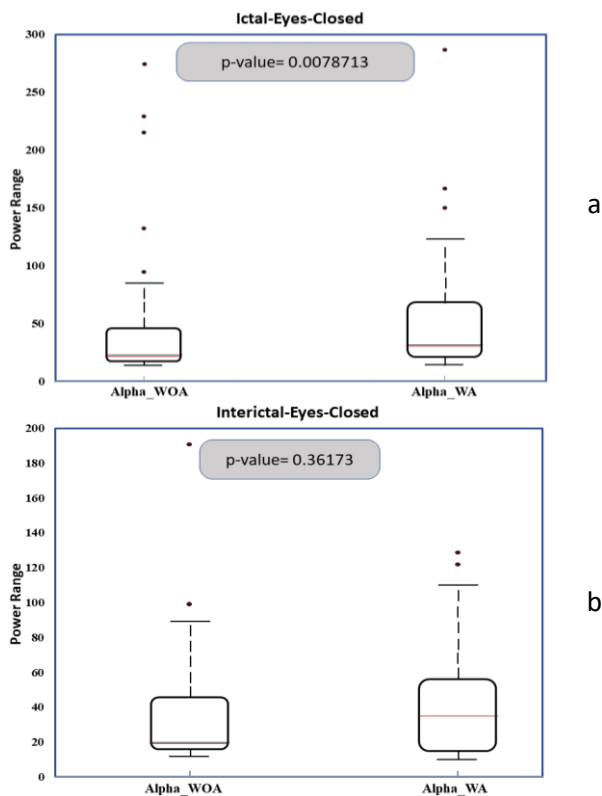 Ictal-Eyes-Closed
p-value= 0.0078713
300
250
200
150
100
50
0
Power Range
Alpha_WOA
Alpha_WA
a
Interictal-Eyes-Closed
p-value= 0.36173
200
180
160
140
120
100
80
60
40
20
0
Power Range
Alpha_WOA
Alpha_WA
b